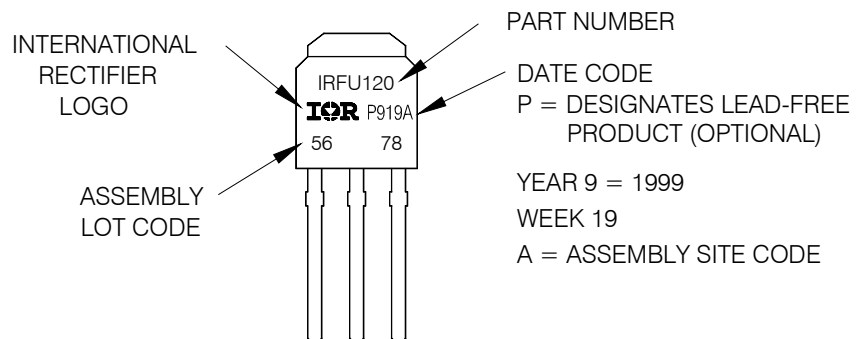 INTERNATIONAL
RECTIFIER
LOGO
ASSEMBLY
LOT CODE
IRFU120
IOR P919A
56 78
PART NUMBER
DATE CODE
P = DESIGNATES LEAD-FREE
PRODUCT (OPTIONAL)
YEAR 9 = 1999
WEEK 19
A = ASSEMBLY SITE CODE